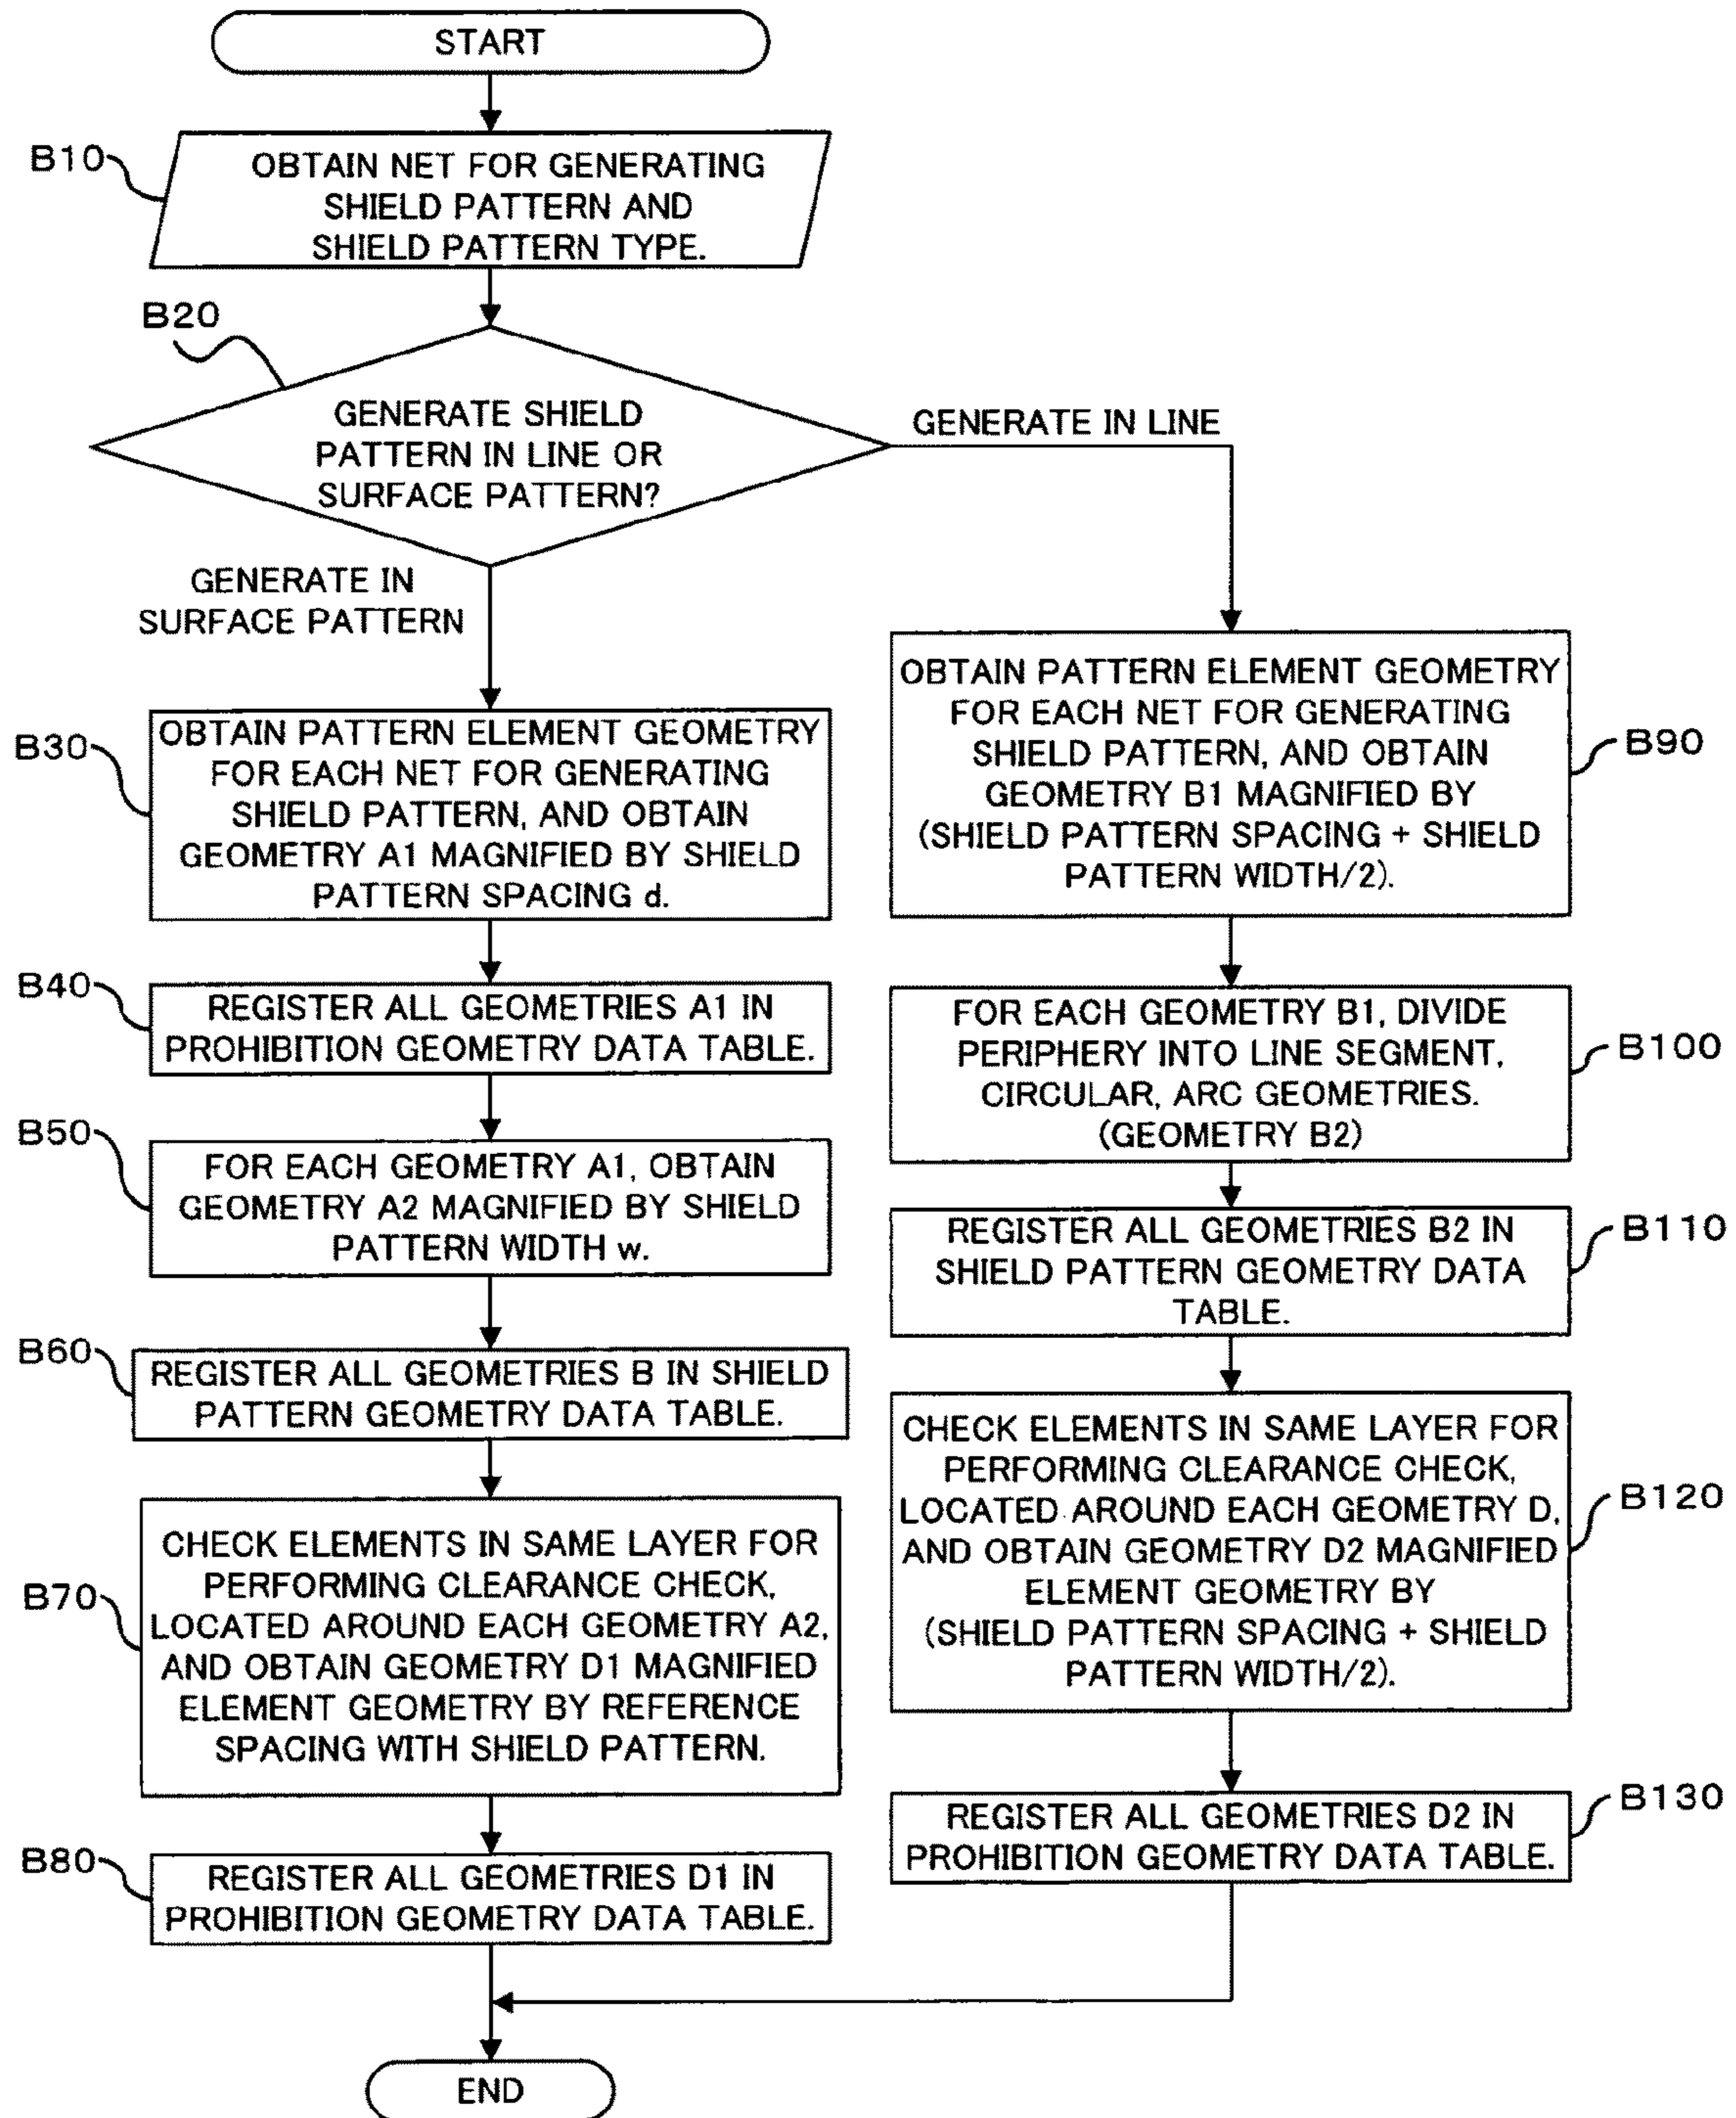 START
B10
OBTAIN NET FOR GENERATING
SHIELD PATTERN AND
SHIELD PATTERN TYPE.
B20
GENERATE SHIELD
PATTERN IN LINE OR
SURFACE PATTERN?
GENERATE IN LINE
GENERATE IN
SURFACE PATTERN
B30
OBTAIN PATTERN ELEMENT GEOMETRY
FOR EACH NET FOR GENERATING
SHIELD PATTERN, AND OBTAIN
GEOMETRY A1 MAGNIFIED BY SHIELD
PATTERN SPACING d.
B40
REGISTER ALL GEOMETRIES A1 IN
PROHIBITION GEOMETRY DATA TABLE.
B50
FOR EACH GEOMETRY A1, OBTAIN
GEOMETRY A2 MAGNIFIED BY SHIELD
PATTERN WIDTH w.
B60
REGISTER ALL GEOMETRIES B IN SHIELD
PATTERN GEOMETRY DATA TABLE.
B70
CHECK ELEMENTS IN SAME LAYER FOR
PERFORMING CLEARANCE CHECK,
LOCATED AROUND EACH GEOMETRY A2,
AND OBTAIN GEOMETRY D1 MAGNIFIED
ELEMENT GEOMETRY BY REFERENCE
SPACING WITH SHIELD PATTERN.
B80
REGISTER ALL GEOMETRIES D1 IN
PROHIBITION GEOMETRY DATA TABLE.
OBTAIN PATTERN ELEMENT GEOMETRY
FOR EACH NET FOR GENERATING
SHIELD PATTERN, AND OBTAIN
GEOMETRY B1 MAGNIFIED BY
(SHIELD PATTERN SPACING + SHIELD
PATTERN WIDTH/2).
B90
FOR EACH GEOMETRY B1, DIVIDE
PERIPHERY INTO LINE SEGMENT,
CIRCULAR, ARC GEOMETRIES.
(GEOMETRY B2)
B100
REGISTER ALL GEOMETRIES B2 IN
SHIELD PATTERN GEOMETRY DATA
TABLE.
B110
CHECK ELEMENTS IN SAME LAYER FOR
PERFORMING CLEARANCE CHECK,
LOCATED AROUND EACH GEOMETRY D,
AND OBTAIN GEOMETRY D2 MAGNIFIED
ELEMENT GEOMETRY BY
(SHIELD PATTERN SPACING + SHIELD
PATTERN WIDTH/2).
B120
REGISTER ALL GEOMETRIES D2 IN
PROHIBITION GEOMETRY DATA TABLE.
B130
END